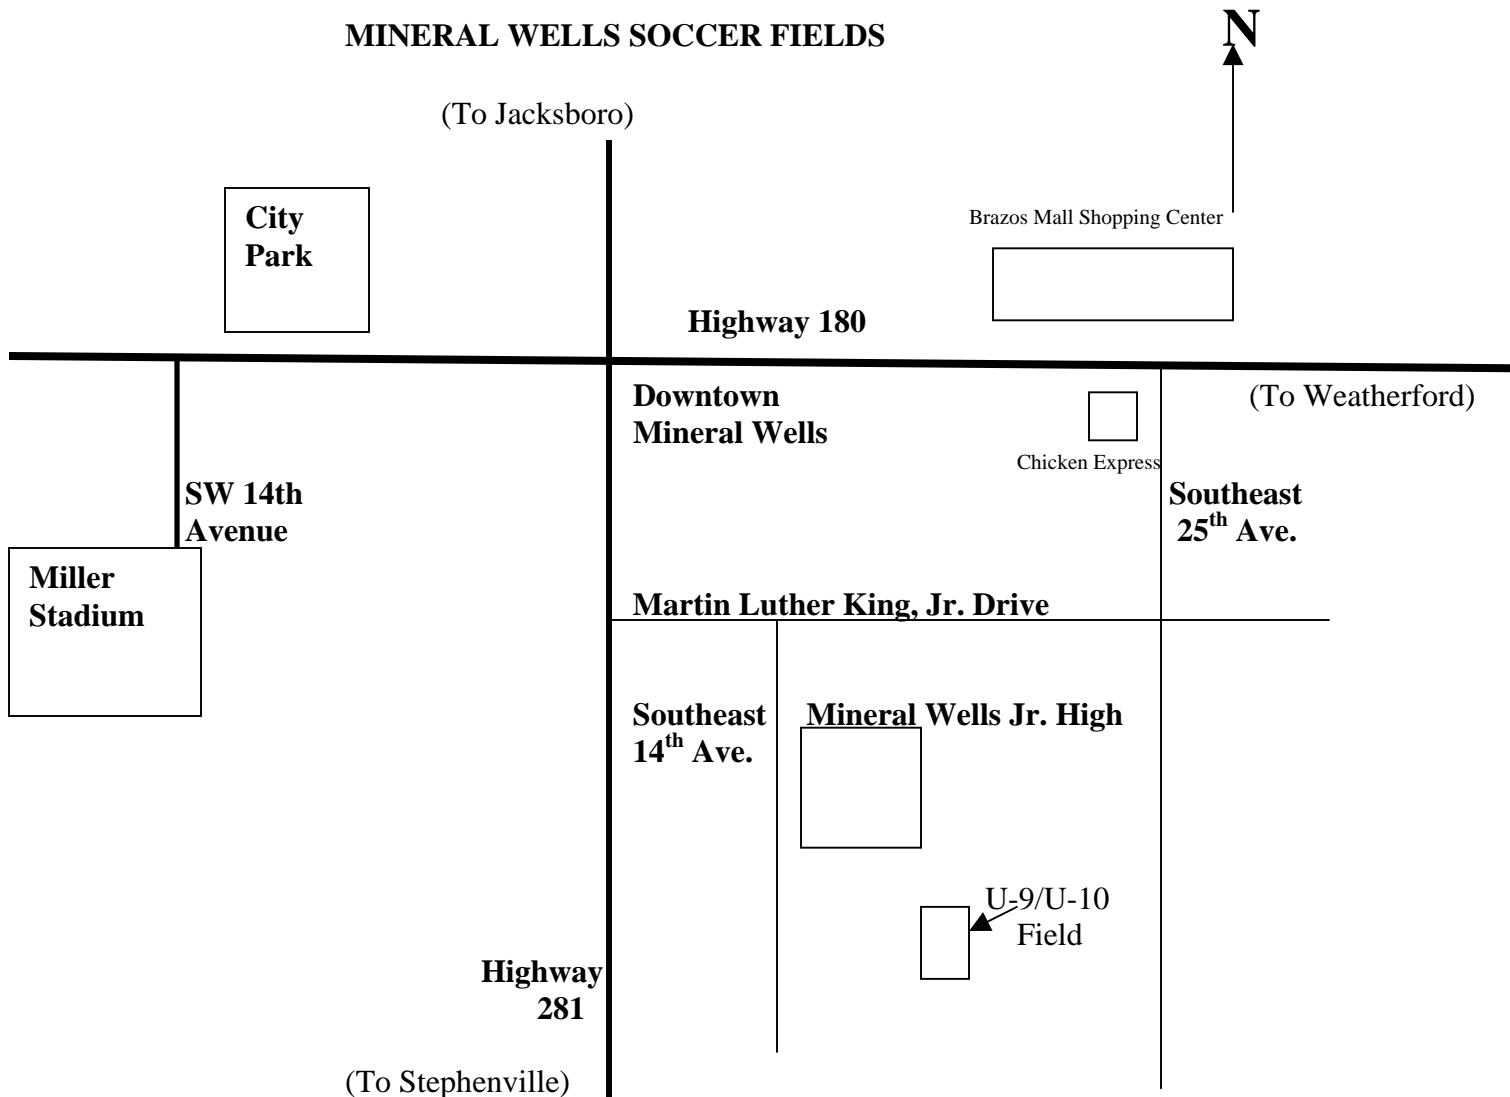 MINERAL WELLS SOCCER FIELDS
N
(To Jacksboro)
City
Park
Brazos Mall Shopping Center
Highway 180
Downtown
Mineral Wells
(To Weatherford)
Chicken Express
SW 14th
Avenue
Southeast
25th Ave.
Miller
Stadium
Martin Luther King, Jr. Drive
Southeast
14th Ave.
Mineral Wells Jr. High
U-9/U-10
Field
Highway
281
(To Stephenville)